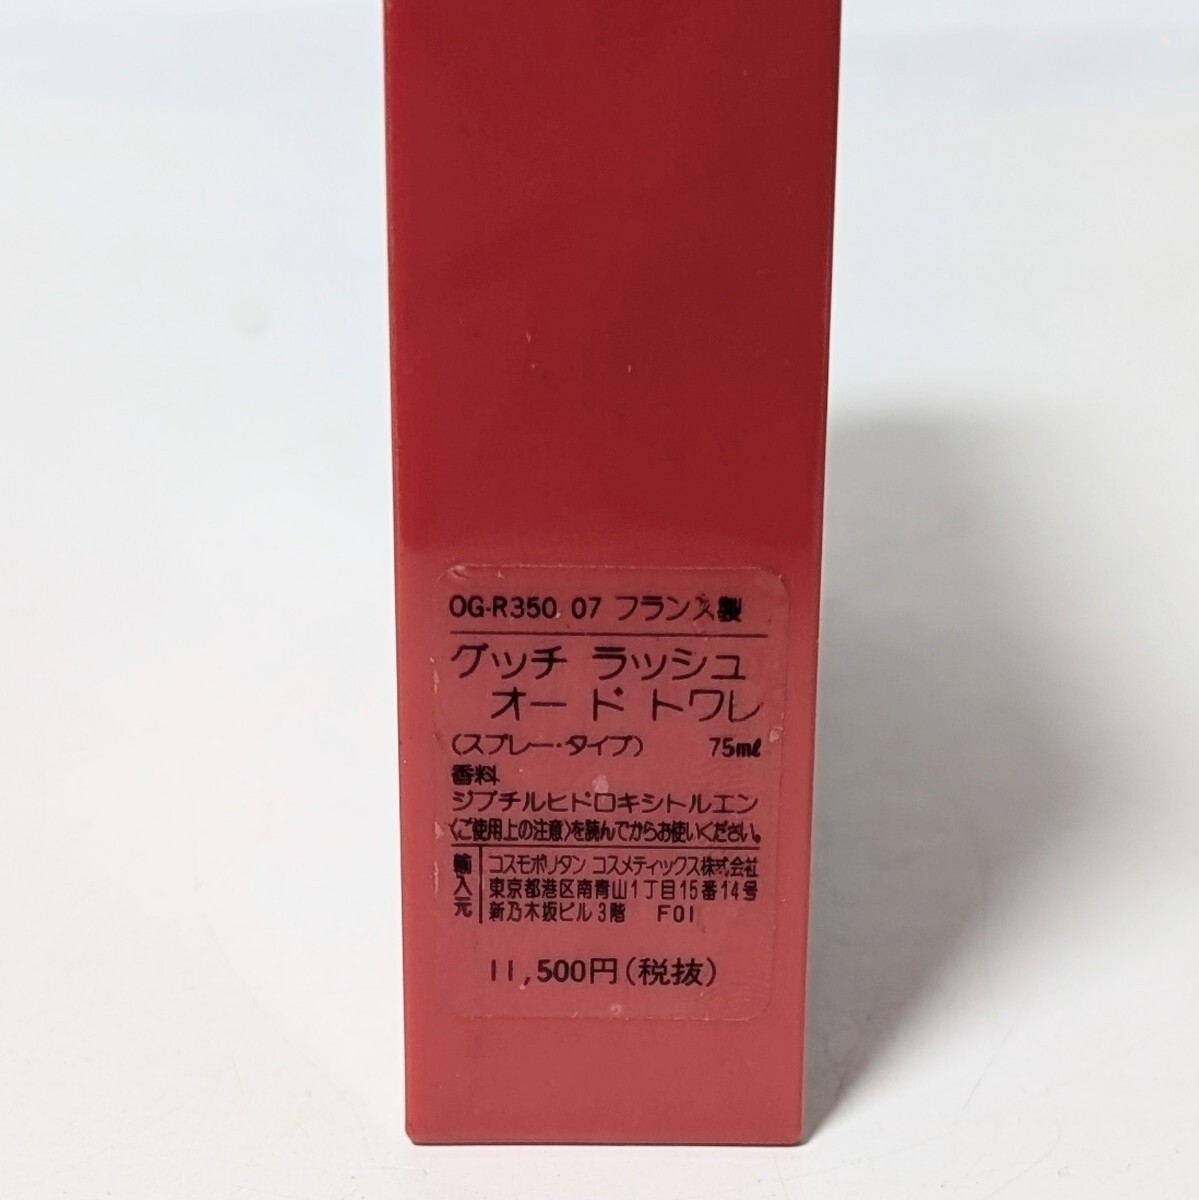 OG-R350 07 フランス製
グッチ ラッシュ
オー ド トワレ
(スプレー・タイプ) 75ml
香料
ジブチルヒドロキシトルエン
〈ご使用上の注意〉を読んでからお使いください。
輸入元
コスモポリタン コスメティックス株式会社
東京都港区南青山1丁目15番14号
新乃木坂ビル3階 F01
11,500円(税抜)